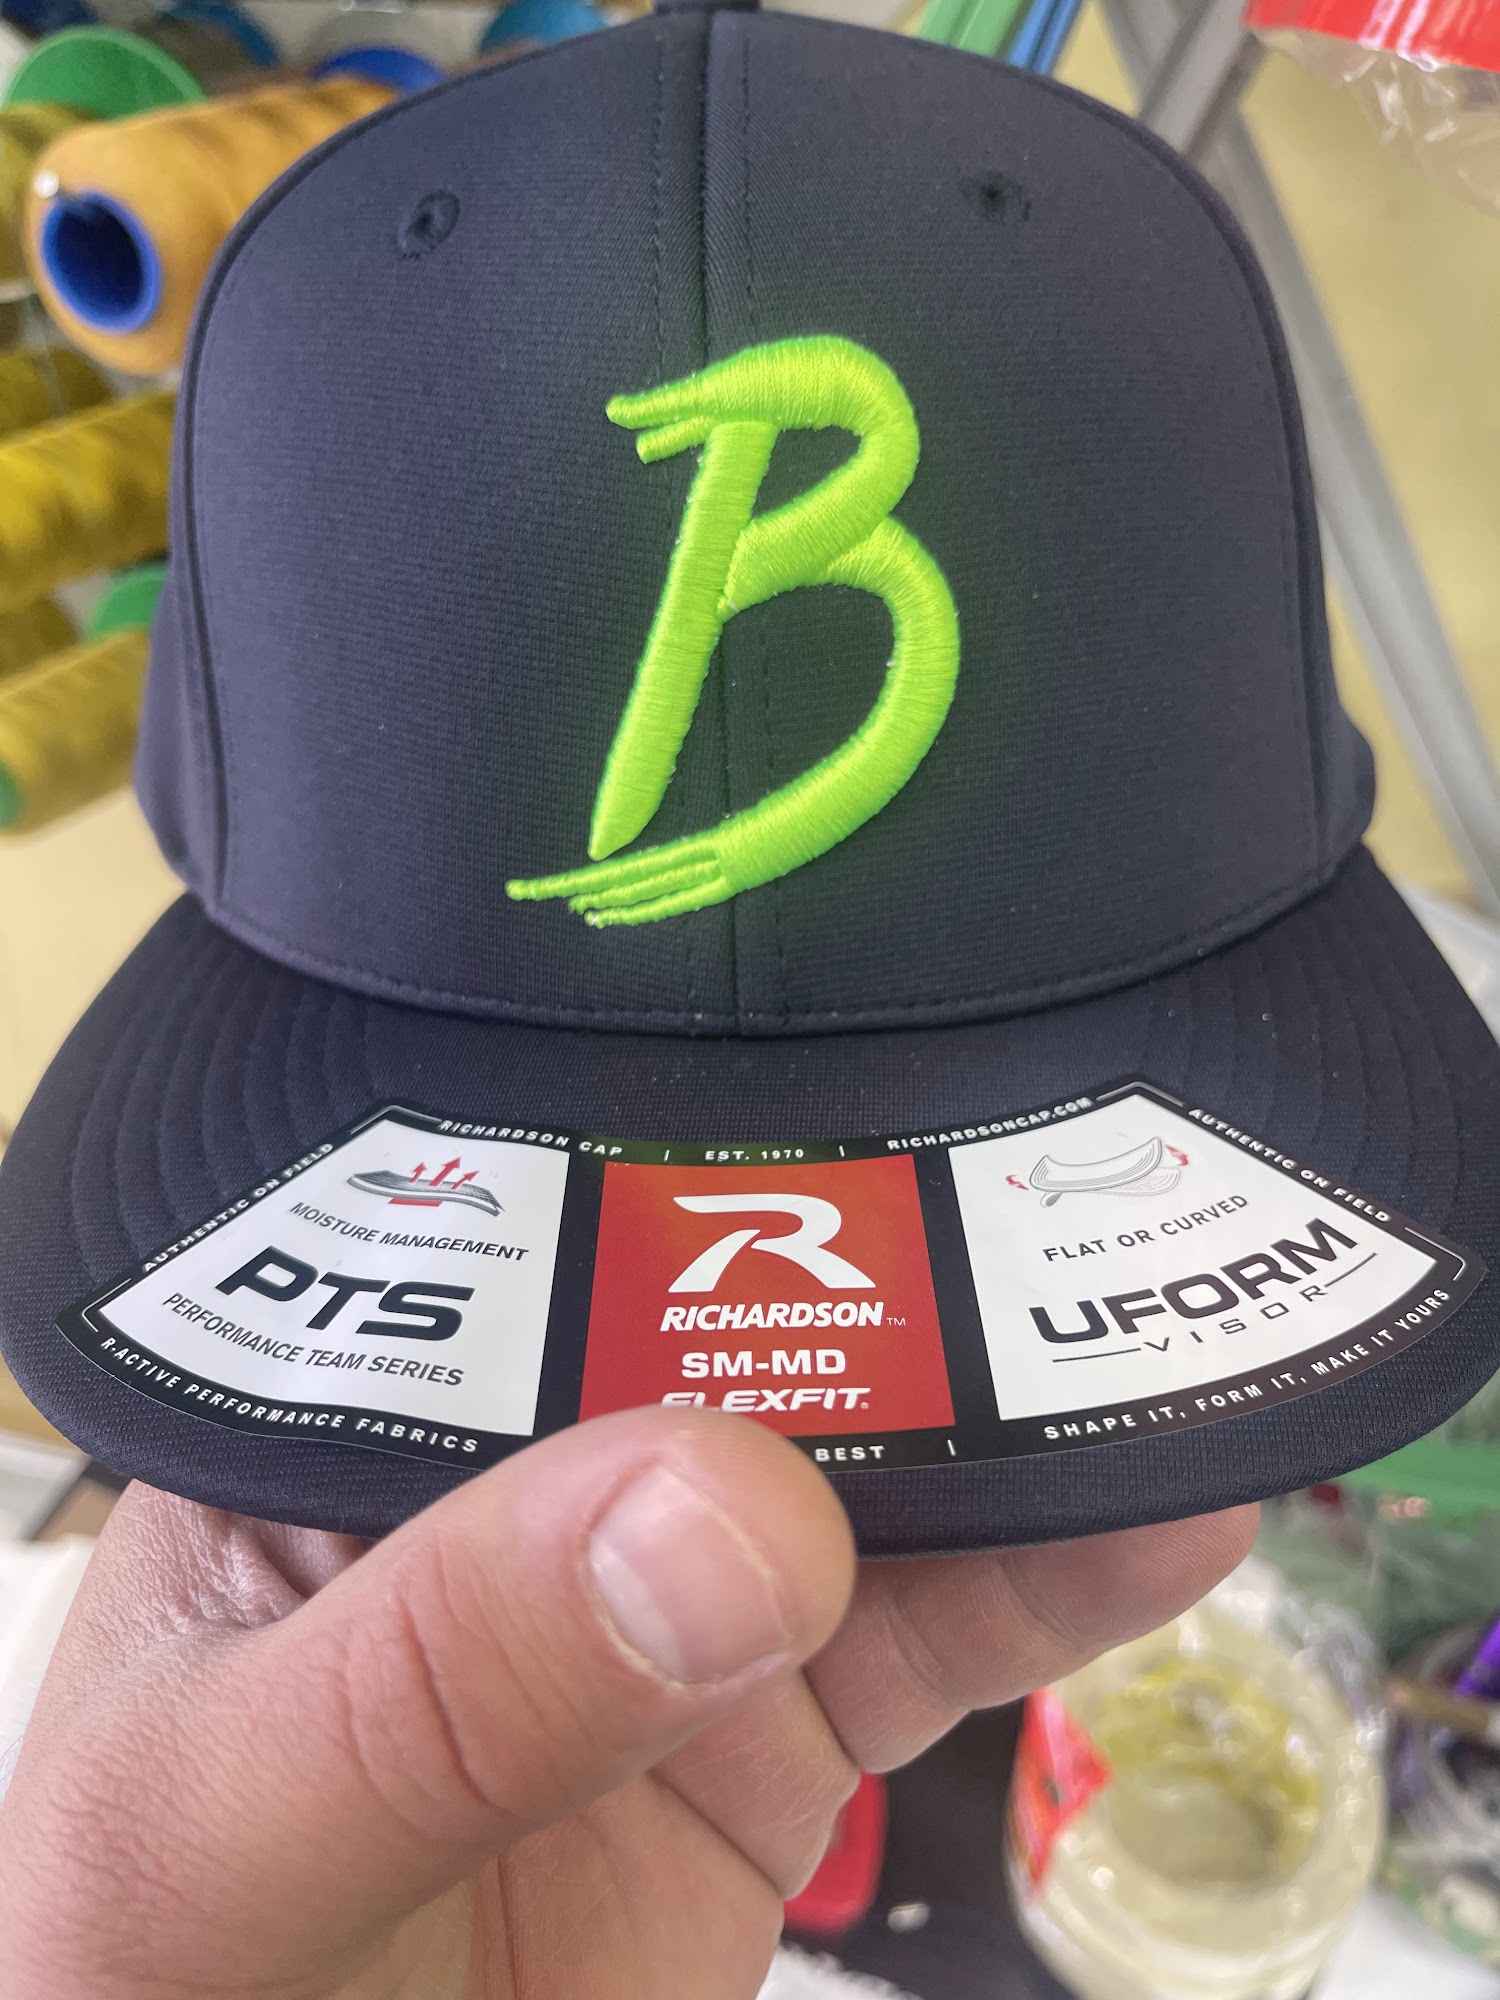 B
RICHARDSON CAP | EST. 1970 | RICHARDSONCAP.COM
AUTHENTIC ON FIELD
MOISTURE MANAGEMENT
PTS
PERFORMANCE TEAM SERIES
R-ACTIVE PERFORMANCE FABRICS
R
RICHARDSON™
SM-MD
FLEXFIT®
BEST |
AUTHENTIC ON FIELD
FLAT OR CURVED
UFORM
VISOR
SHAPE IT, FORM IT, MAKE IT YOURS